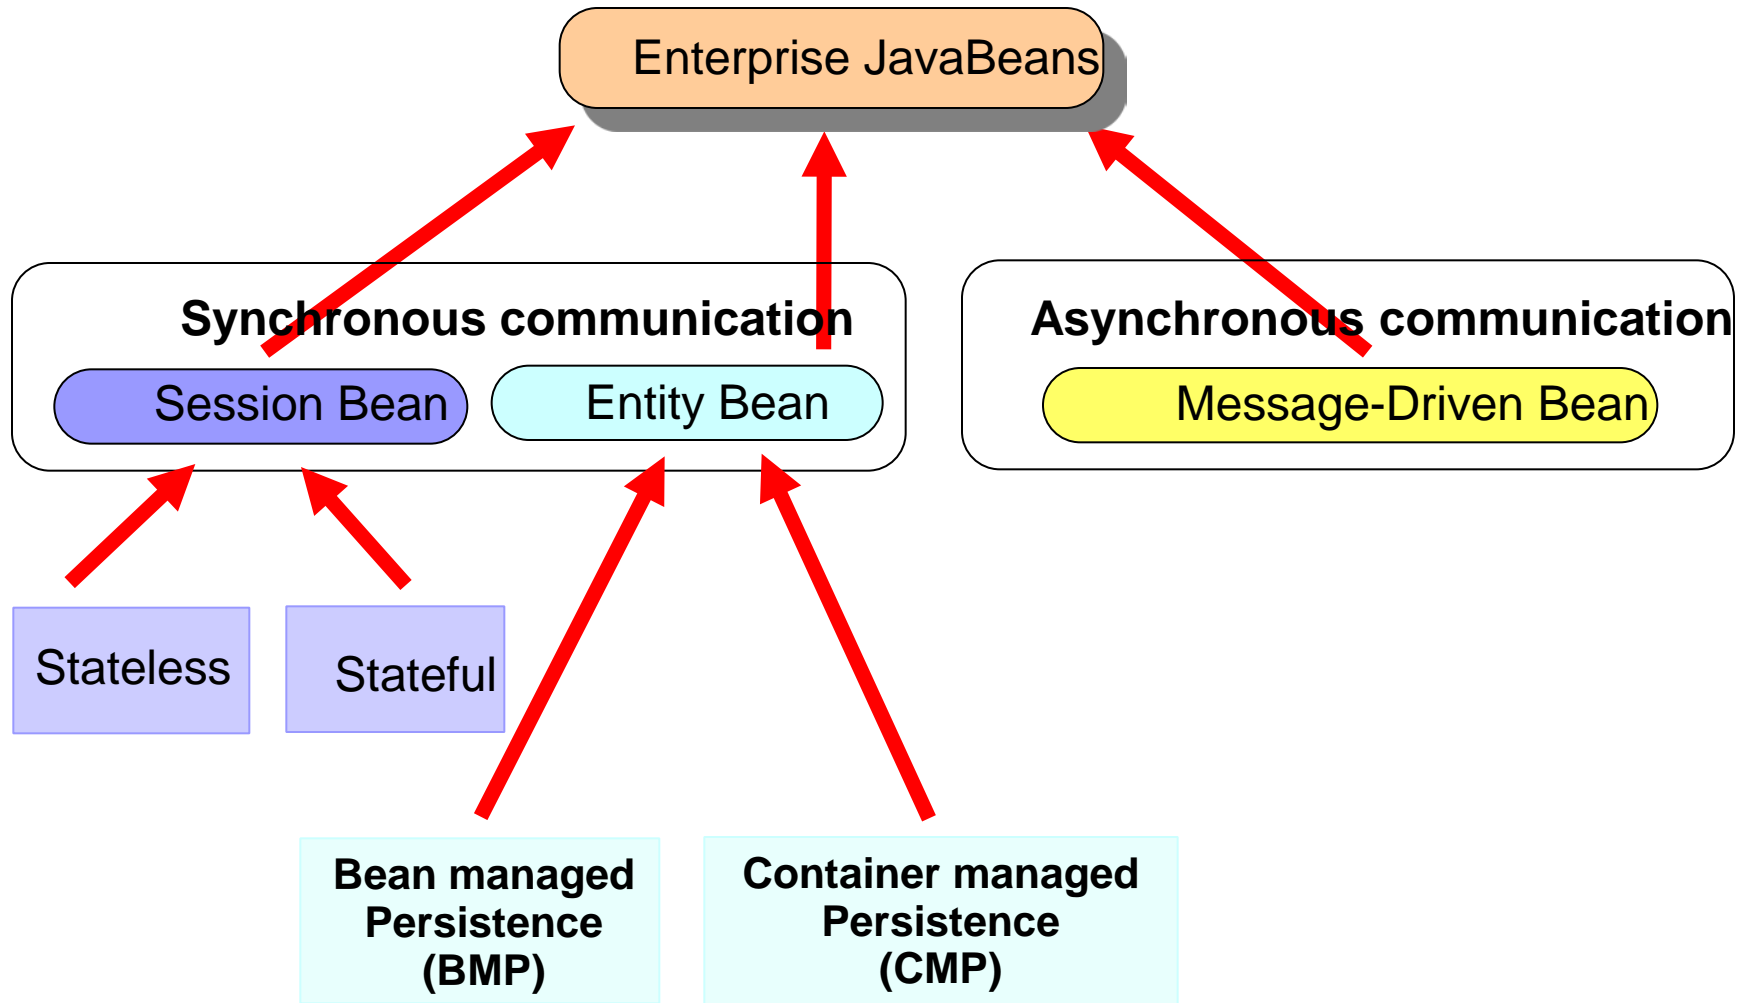 Enterprise JavaBeans
Synchronous communication
Asynchronous communication
Session Bean
Entity Bean
Message-Driven Bean
Stateless
Stateful
Bean managed
Persistence
(BMP)
Container managed
Persistence
(CMP)